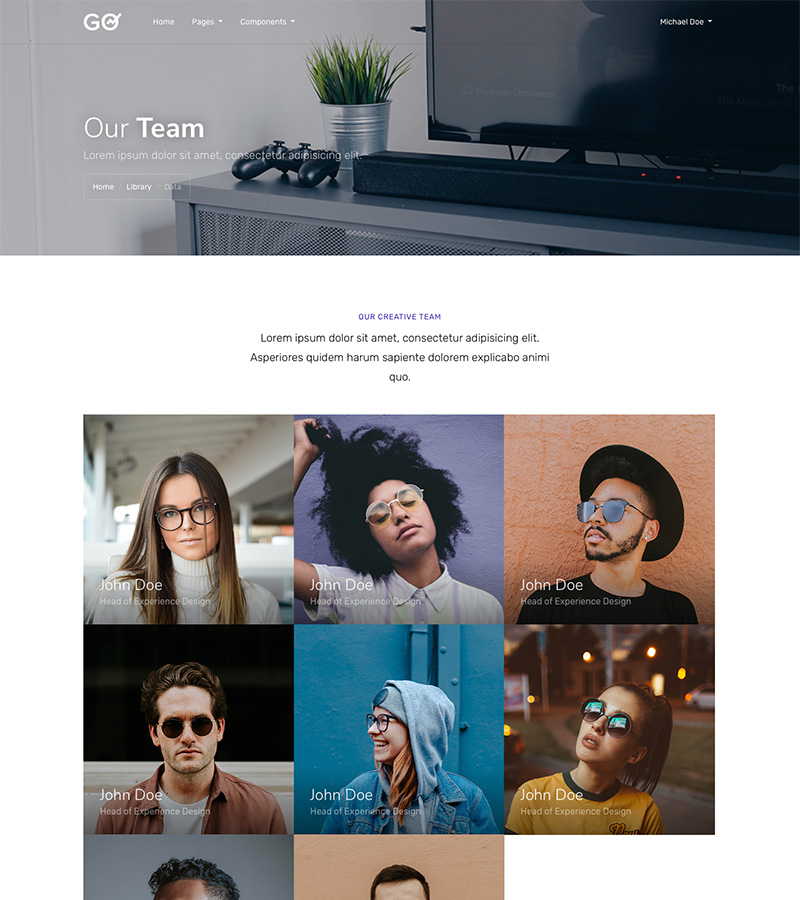 GO
Home Pages Components Michael Doe
Our Team
Lorem ipsum dolor sit amet, consectetur adipisicing elit.
Home / Library / Data
OUR CREATIVE TEAM
Lorem ipsum dolor sit amet, consectetur adipisicing elit.
Asperiores quidem harum sapiente dolorem explicabo animi
quo.
John Doe John Doe John Doe
Head of Experience Design Head of Experience Design Head of Experience Design
John Doe John Doe John Doe
Head of Experience Design Head of Experience Design Head of Experience Design